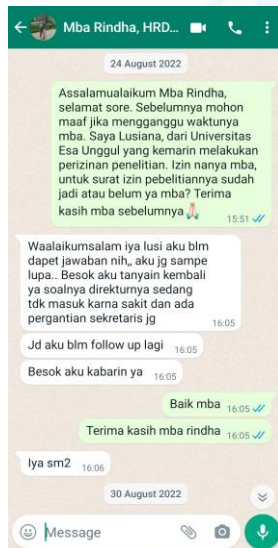 Mba Rindha, HRD...
24 August 2022
Assalamualaikum Mba Rindha,
selamat sore. Sebelumnya mohon
maaf jika mengganggu waktunya
mba. Saya Lusiana, dari Universitas
Esa Unggul yang kemarin melakukan
perizinan penelitian. Izin nanya mba,
untuk surat izin pebelitiannya sudah
jadi atau belum ya mba? Terima
kasih mba sebelumnya🙏🏻
15:51
Waalaikumsalam iya lusi aku blm
dapet jawaban nih,, aku jg sampe
lupa.. Besok aku tanyain kembali
ya soalnya direkturnya sedang
tdk masuk karna sakit dan ada
pergantian sekretaris jg
16:05
Jd aku blm follow up lagi 16:05
Besok aku kabarin ya 16:05
Baik mba 16:05
Terima kasih mba rindha 16:05
Iya sm2 16:06
30 August 2022
Message